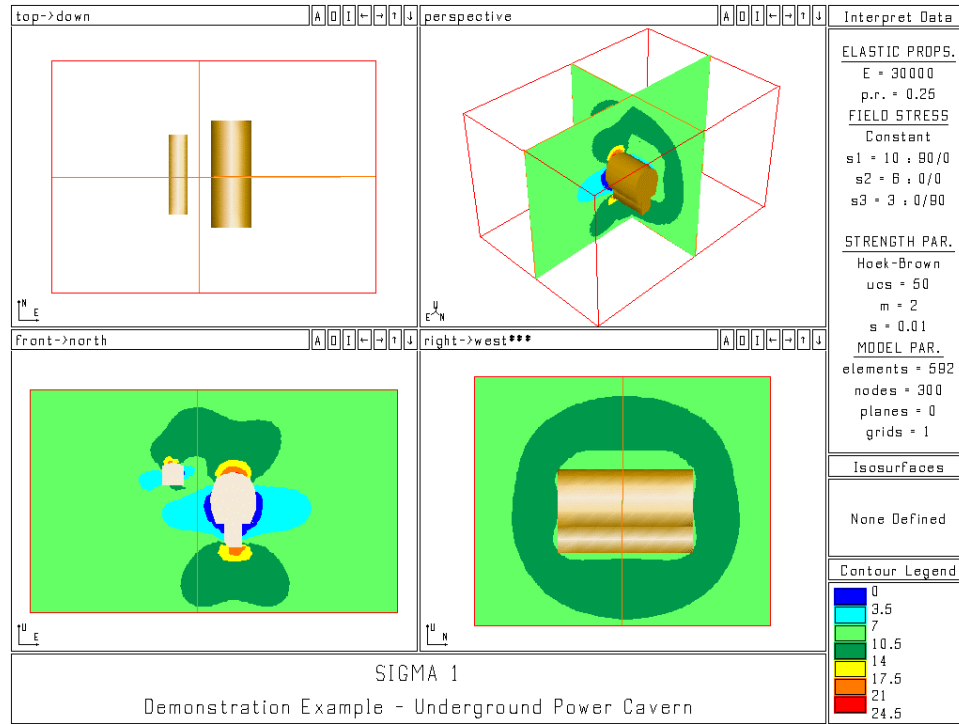 top->down
A O I ← → ↑ ↓
perspective
A O I ← → ↑ ↓
Interpret Data
N
E
U
E N
ELASTIC PROPS.
E = 30000
p.r. = 0.25
FIELD STRESS
Constant
s1 = 10 : 90/0
s2 = 6 : 0/0
s3 = 3 : 0/90
STRENGTH PAR.
Hoek-Brown
ucs = 50
m = 2
s = 0.01
MODEL PAR.
elements = 592
nodes = 300
planes = 0
grids = 1
front->north
A O I ← → ↑ ↓
right->west***
A O I ← → ↑ ↓
U
E
U
N
Isosurfaces
None Defined
Contour Legend
0
3.5
7
10.5
14
17.5
21
24.5
SIGMA 1
Demonstration Example - Underground Power Cavern